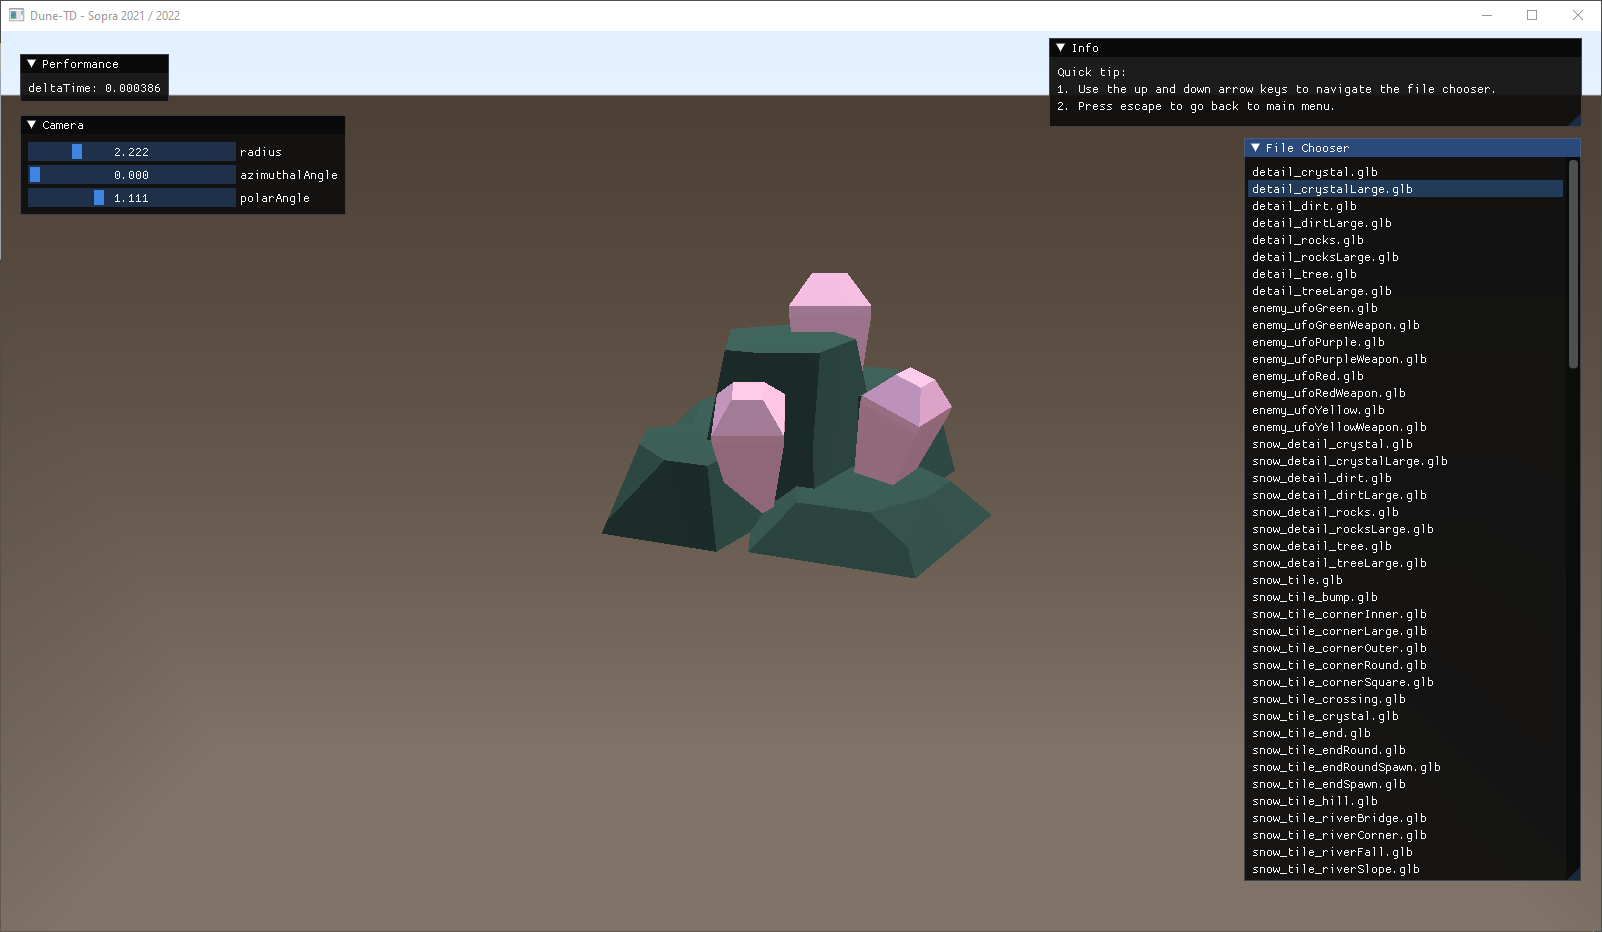 Dune-TD - Sopra 2021 / 2022
Performance
deltaTime: 0.000386
Camera
2.222 radius
0.000 azimuthalAngle
1.111 polarAngle
Info
Quick tip:
1. Use the up and down arrow keys to navigate the file chooser.
2. Press escape to go back to main menu.
File Chooser
detail_crystal.glb
detail_crystalLarge.glb
detail_dirt.glb
detail_dirtLarge.glb
detail_rocks.glb
detail_rocksLarge.glb
detail_tree.glb
detail_treeLarge.glb
enemy_ufoGreen.glb
enemy_ufoGreenWeapon.glb
enemy_ufoPurple.glb
enemy_ufoPurpleWeapon.glb
enemy_ufoRed.glb
enemy_ufoRedWeapon.glb
enemy_ufoYellow.glb
enemy_ufoYellowWeapon.glb
snow_detail_crystal.glb
snow_detail_crystalLarge.glb
snow_detail_dirt.glb
snow_detail_dirtLarge.glb
snow_detail_rocks.glb
snow_detail_rocksLarge.glb
snow_detail_tree.glb
snow_detail_treeLarge.glb
snow_tile.glb
snow_tile_bump.glb
snow_tile_cornerInner.glb
snow_tile_cornerLarge.glb
snow_tile_cornerOuter.glb
snow_tile_cornerRound.glb
snow_tile_cornerSquare.glb
snow_tile_crossing.glb
snow_tile_crystal.glb
snow_tile_end.glb
snow_tile_endRound.glb
snow_tile_endRoundSpawn.glb
snow_tile_endSpawn.glb
snow_tile_hill.glb
snow_tile_riverBridge.glb
snow_tile_riverCorner.glb
snow_tile_riverFall.glb
snow_tile_riverSlope.glb